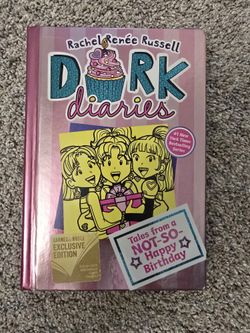 Rachel Renée Russell
DORK
diaries
#1 New
York Times
Bestselling
Series
BARNES & NOBLE
EXCLUSIVE
EDITION
Tales from a
NOT-SO-
Happy
Birthday